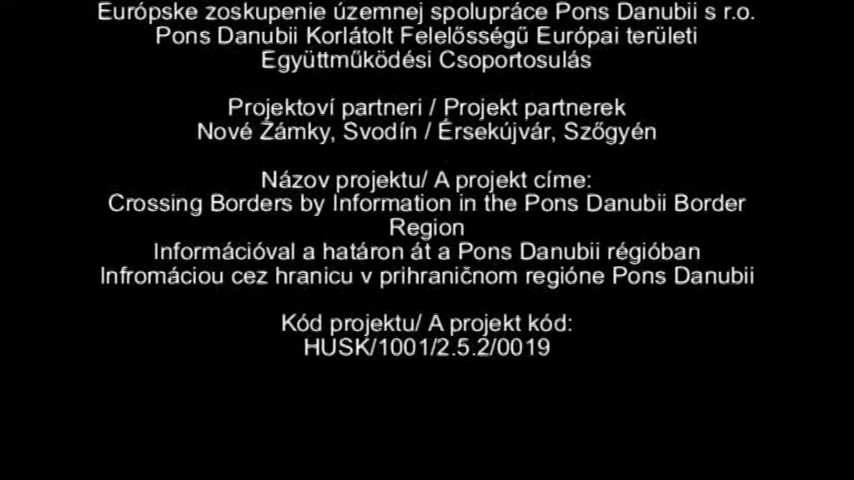 Európske zoskupenie územnej spolupráce Pons Danubii s r.o.
Pons Danubii Korlátolt Felelősségű Európai területi
Együttműködési Csoportosulás
Projektoví partneri / Projekt partnerek
Nové Zámky, Svodín / Érsekújvár, Szőgyén
Názov projektu/ A projekt címe:
Crossing Borders by Information in the Pons Danubii Border
Region
Információval a határon át a Pons Danubii régióban
Infromáciou cez hranicu v prihraničnom regióne Pons Danubii
Kód projektu/ A projekt kód:
HUSK/1001/2.5.2/0019